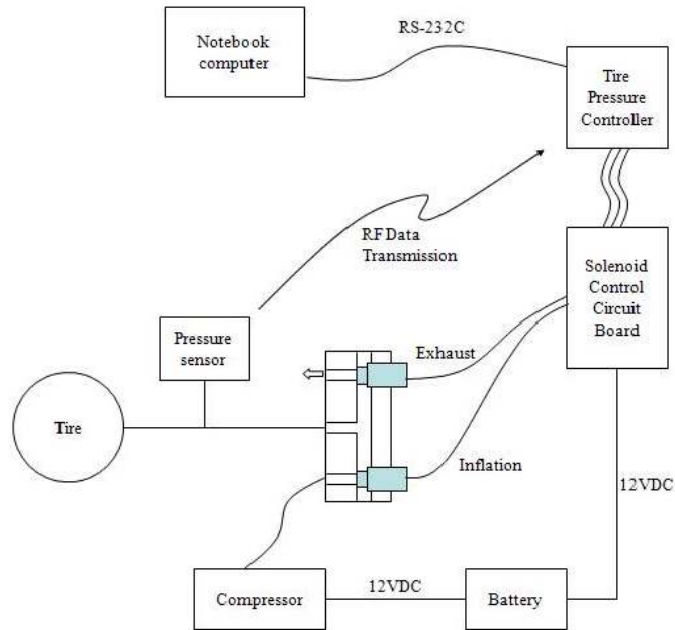 RS-232C
Notebook
computer
Tire
Pressure
Controller
RF Data
Transmission
Solenoid
Control
Circuit
Board
Pressure
sensor
Exhaust
Tire
Inflation
12VDC
12VDC
Compressor
Battery